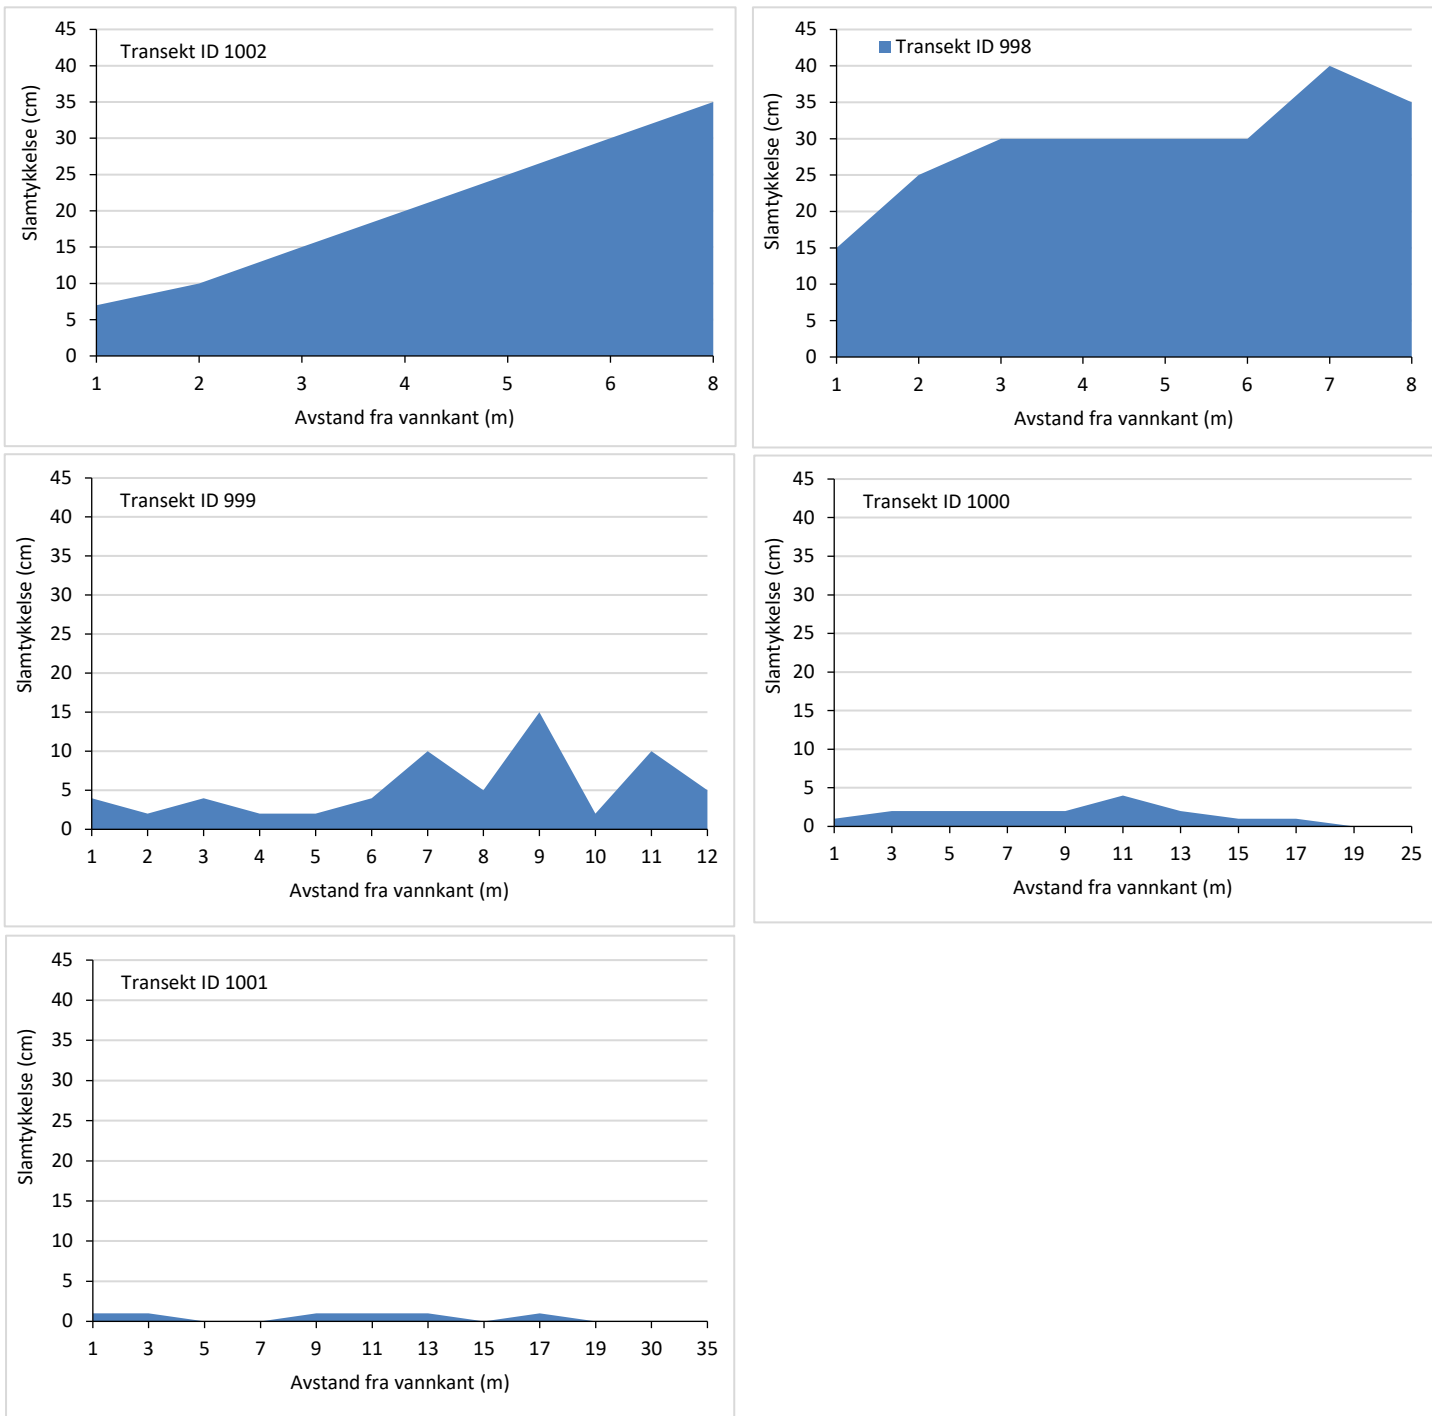 Transekt ID 1002
Slamtykkelse (cm)
45
40
35
30
25
20
15
10
5
0
1 2 3 4 5 6 8
Avstand fra vannkant (m)
Transekt ID 998
Slamtykkelse (cm)
45
40
35
30
25
20
15
10
5
0
1 2 3 4 5 6 7 8
Avstand fra vannkant (m)
Transekt ID 999
Slamtykkelse (cm)
45
40
35
30
25
20
15
10
5
0
1 2 3 4 5 6 7 8 9 10 11 12
Avstand fra vannkant (m)
Transekt ID 1000
Slamtykkelse (cm)
45
40
35
30
25
20
15
10
5
0
1 3 5 7 9 11 13 15 17 19 25
Avstand fra vannkant (m)
Transekt ID 1001
Slamtykkelse (cm)
45
40
35
30
25
20
15
10
5
0
1 3 5 7 9 11 13 15 17 19 30 35
Avstand fra vannkant (m)